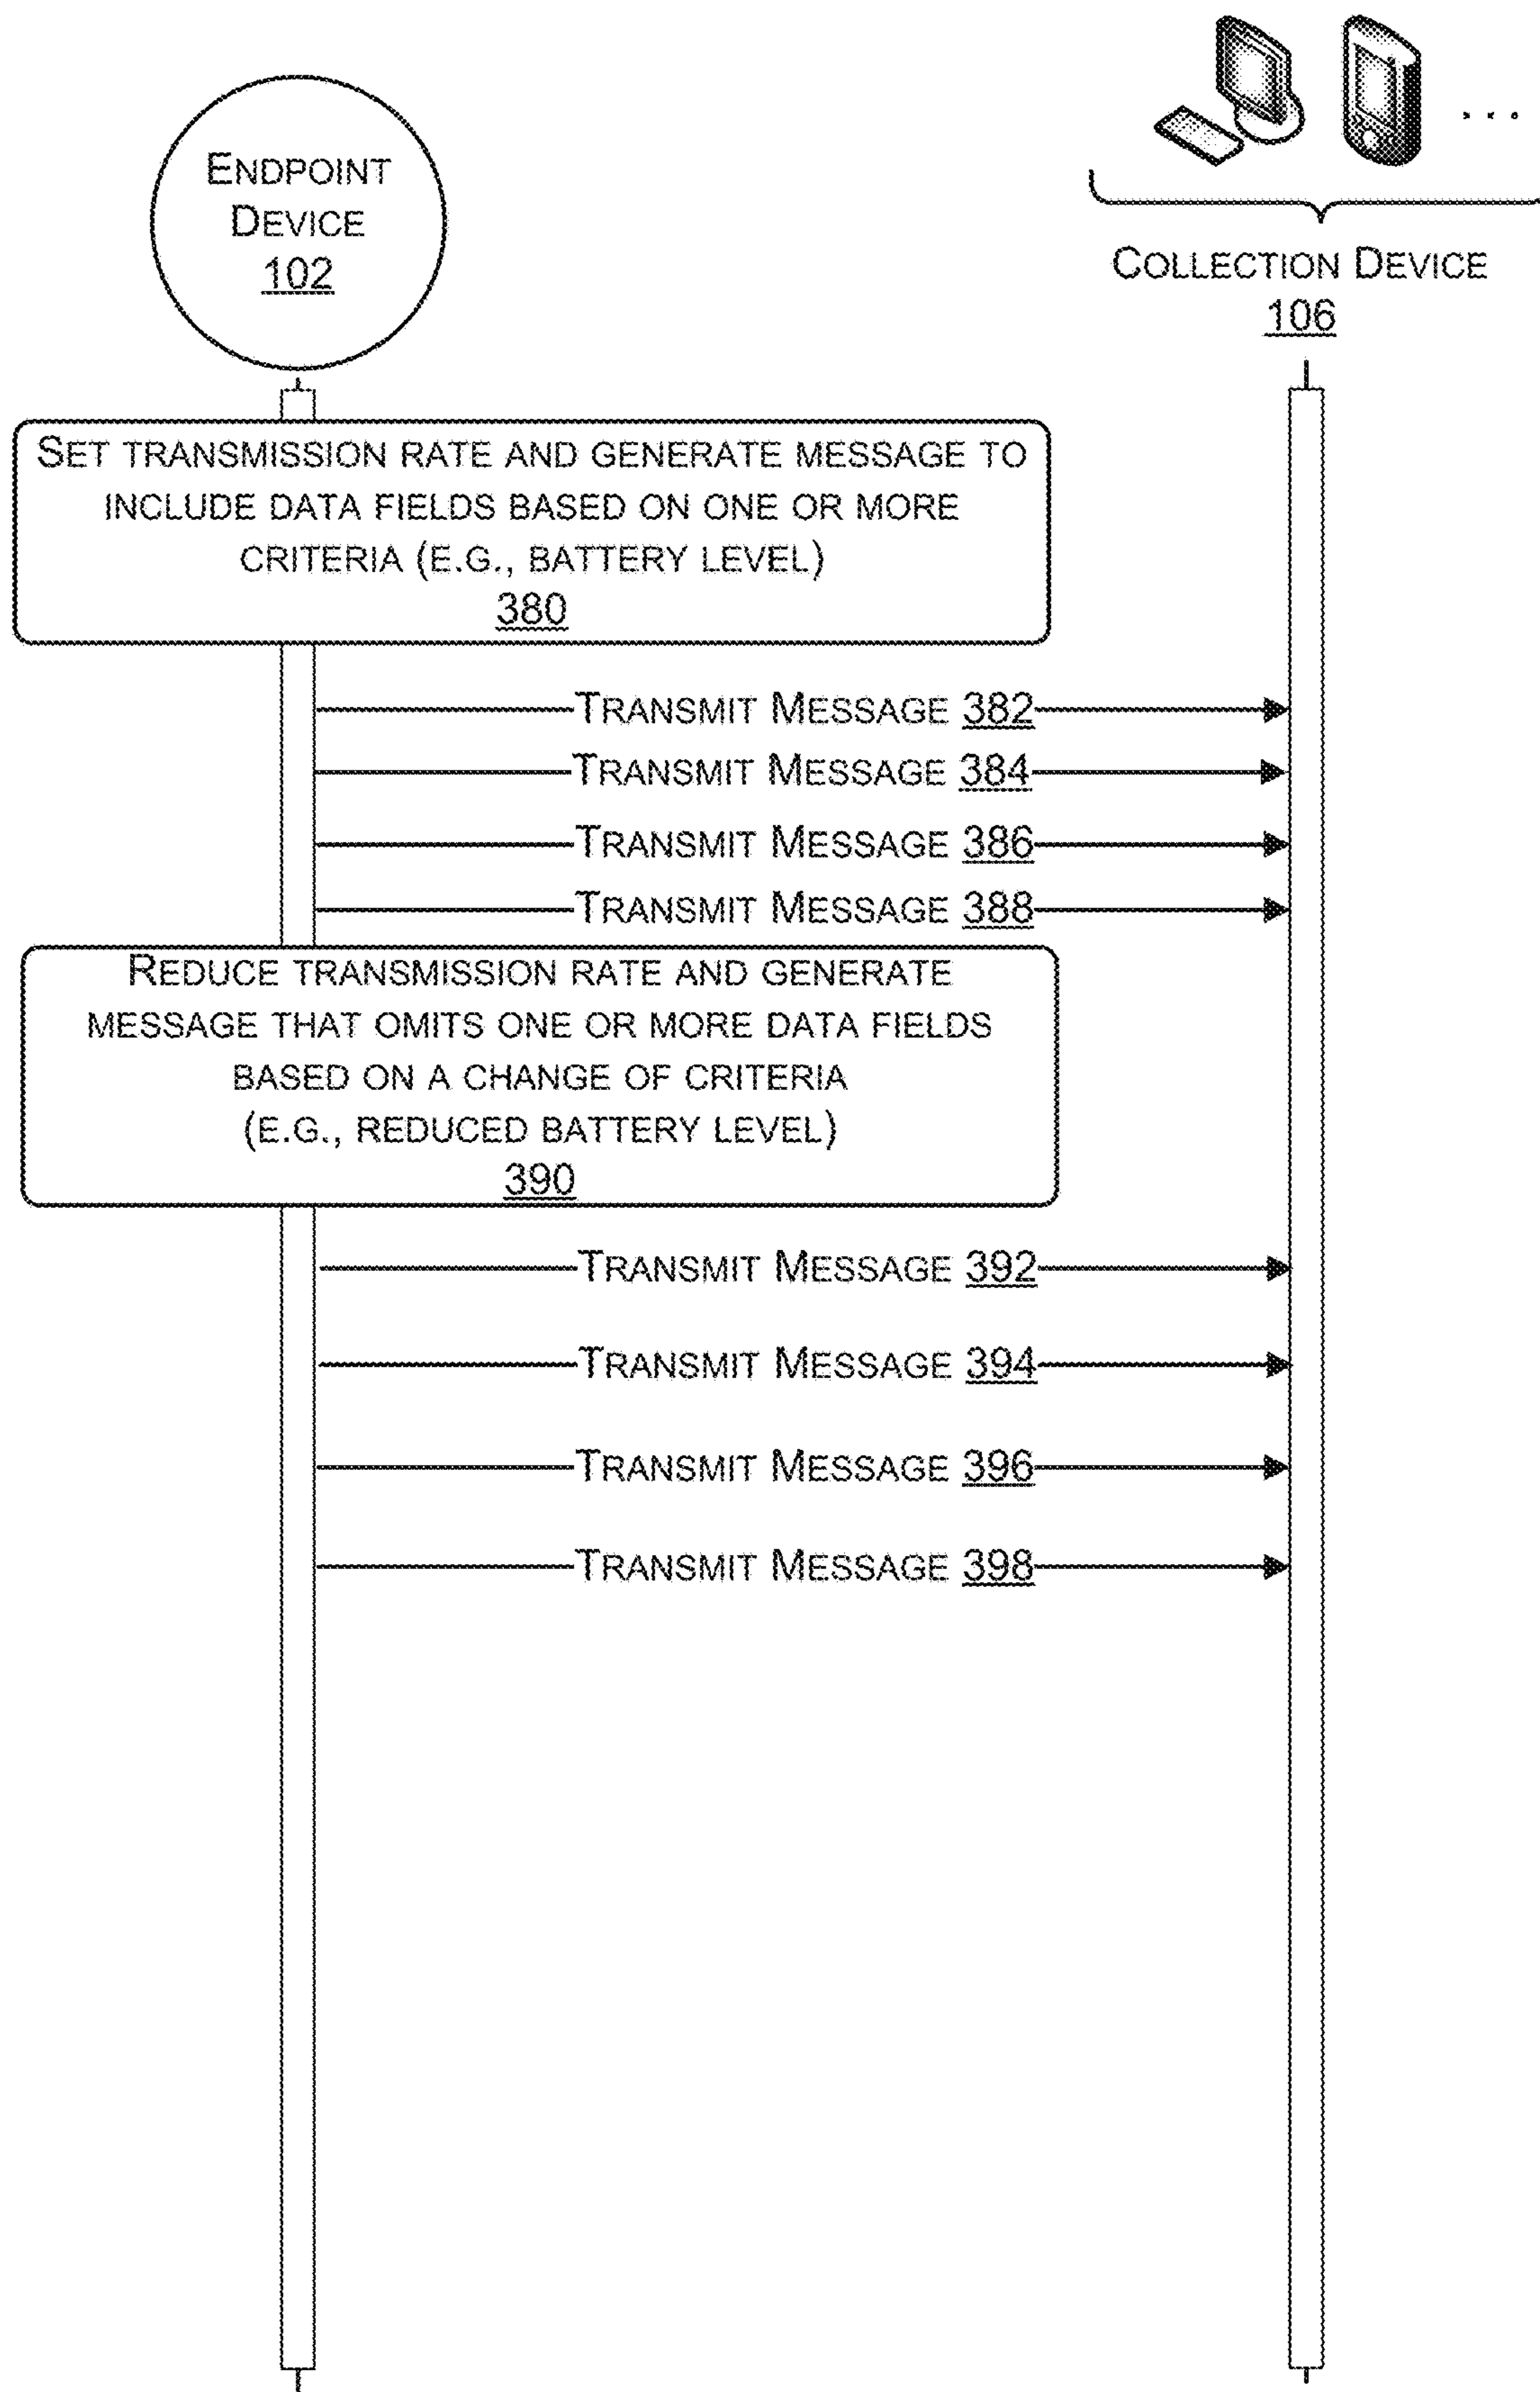 ENDPOINT
DEVICE
102
COLLECTION DEVICE
106
SET TRANSMISSION RATE AND GENERATE MESSAGE TO
INCLUDE DATA FIELDS BASED ON ONE OR MORE
CRITERIA (E.G., BATTERY LEVEL)
380
TRANSMIT MESSAGE 382
TRANSMIT MESSAGE 384
TRANSMIT MESSAGE 386
TRANSMIT MESSAGE 388
REDUCE TRANSMISSION RATE AND GENERATE
MESSAGE THAT OMITS ONE OR MORE DATA FIELDS
BASED ON A CHANGE OF CRITERIA
(E.G., REDUCED BATTERY LEVEL)
390
TRANSMIT MESSAGE 392
TRANSMIT MESSAGE 394
TRANSMIT MESSAGE 396
TRANSMIT MESSAGE 398